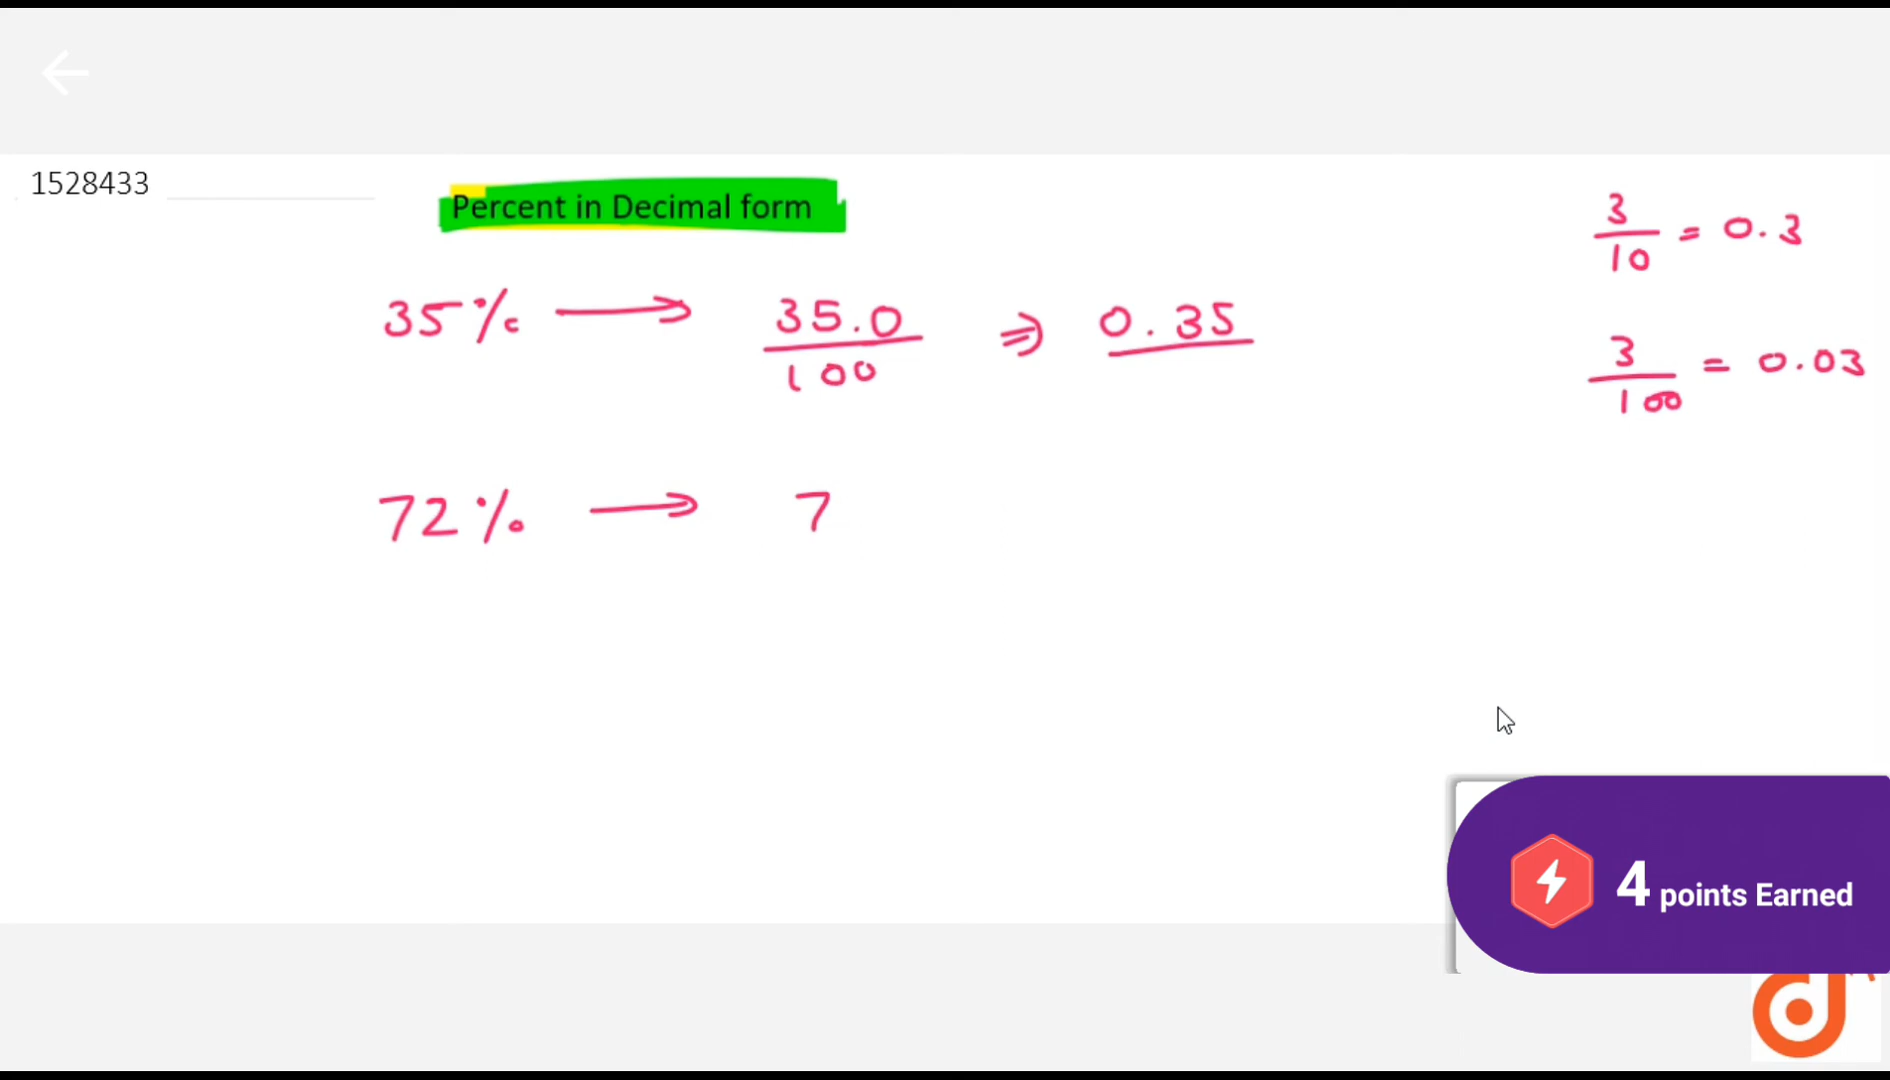 1528433
Percent in Decimal form
35% → 35.0/100 ⇒ 0.35
72% → 7
3/10 = 0.3
3/100 = 0.03
4 points Earned